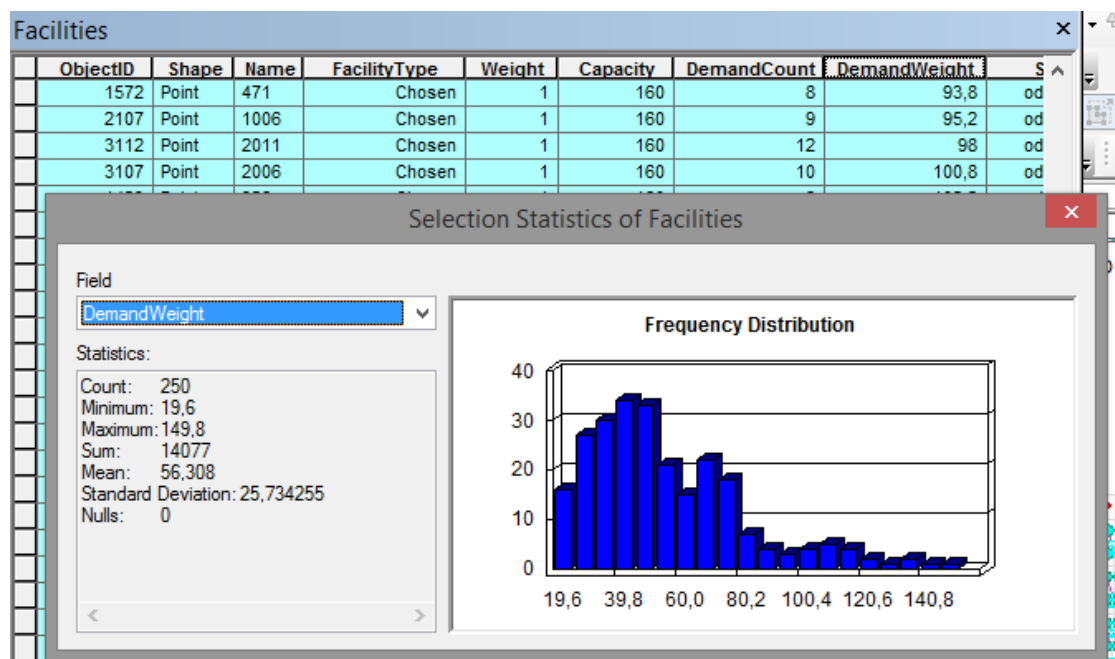 Facilities
ObjectID Shape Name FacilityType Weight Capacity DemandCount DemandWeight S
1572 Point 471 Chosen 1 160 8 93,8 od
2107 Point 1006 Chosen 1 160 9 95,2 od
3112 Point 2011 Chosen 1 160 12 98 od
3107 Point 2006 Chosen 1 160 10 100,8 od
Selection Statistics of Facilities
Field
DemandWeight
Statistics:
Count: 250
Minimum: 19,6
Maximum: 149,8
Sum: 14077
Mean: 56,308
Standard Deviation: 25,734255
Nulls: 0
Frequency Distribution
40
30
20
10
0
19,6 39,8 60,0 80,2 100,4 120,6 140,8